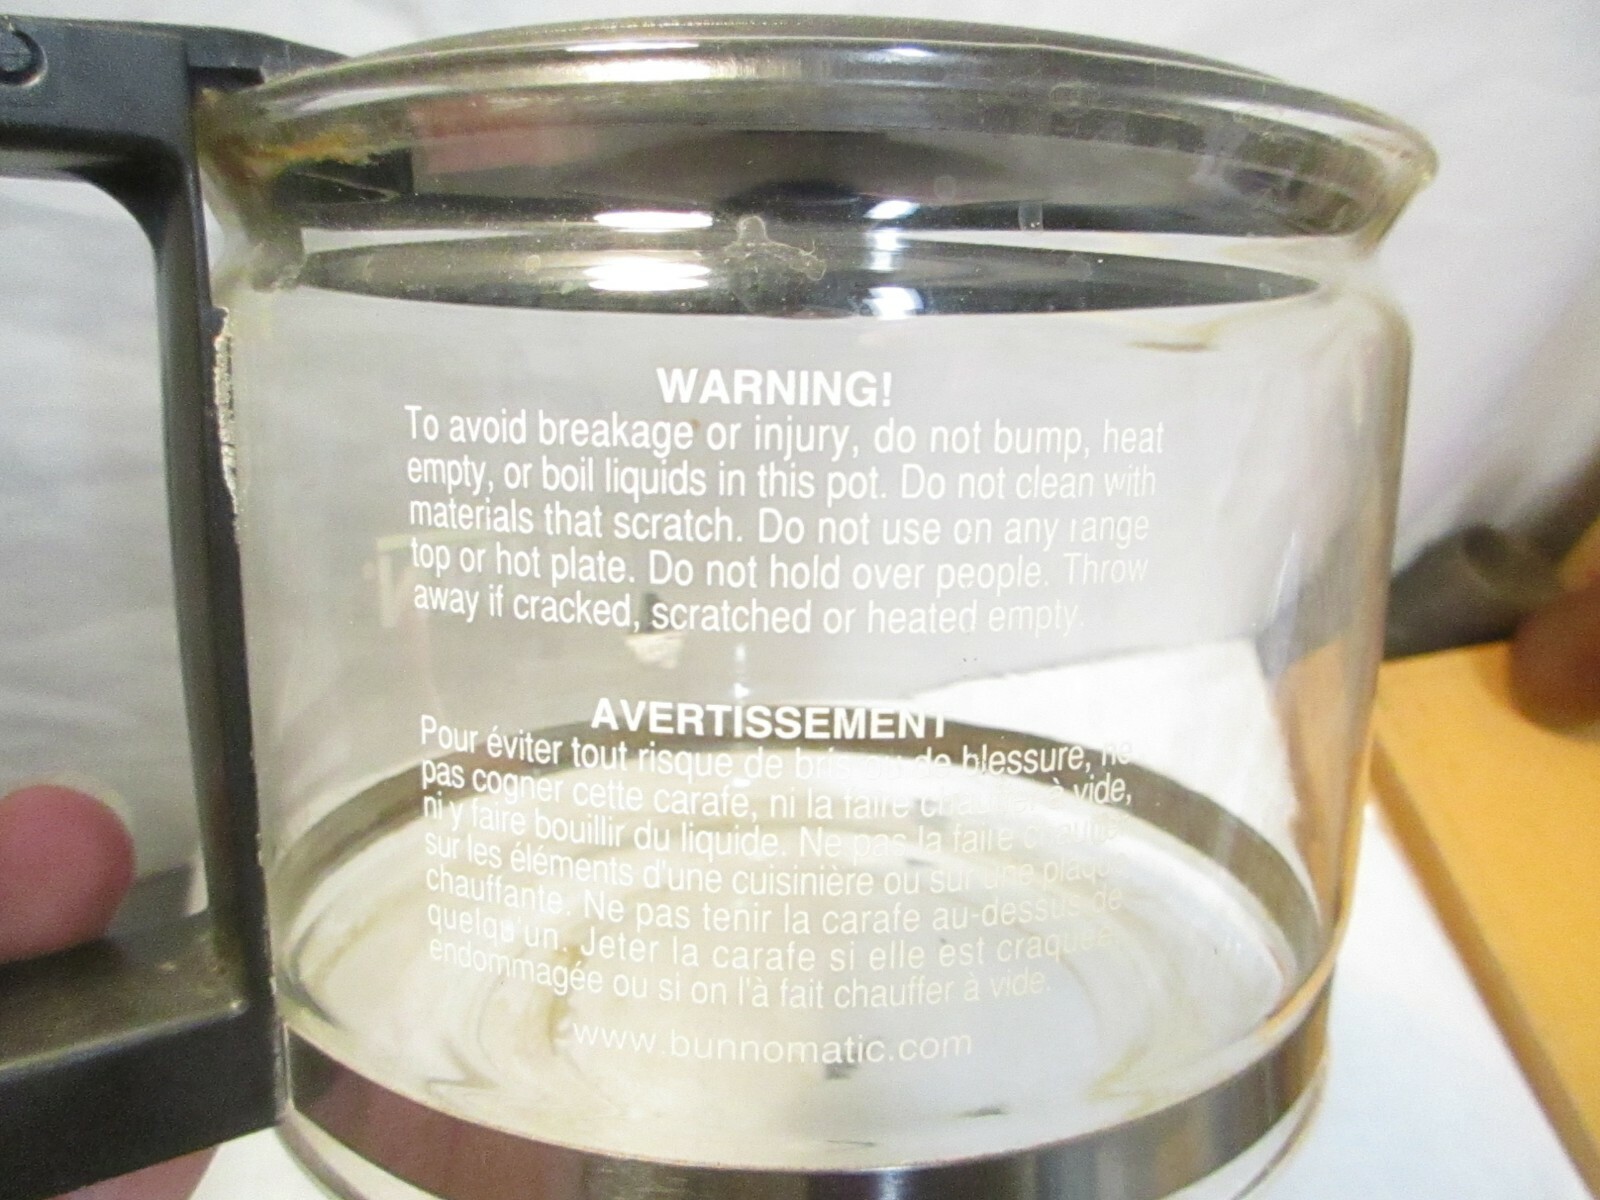 WARNING!
To avoid breakage or injury, do not bump, heat
empty, or boil liquids in this pot. Do not clean with
materials that scratch. Do not use on any range
top or hot plate. Do not hold over people. Throw
away if cracked, scratched or heated empty.
AVERTISSEMENT
Pour éviter tout risque de bris ou de blessure, ne
pas cogner cette carafe, ni la faire chauffer à vide,
ni y faire bouillir du liquide. Ne pas la faire chauffer
sur les éléments d'une cuisinière ou sur une plaque
chauffante. Ne pas tenir la carafe au-dessus de
quelqu'un. Jeter la carafe si elle est craquée,
endommagée ou si on l'à fait chauffer à vide.
www.bunnomatic.com